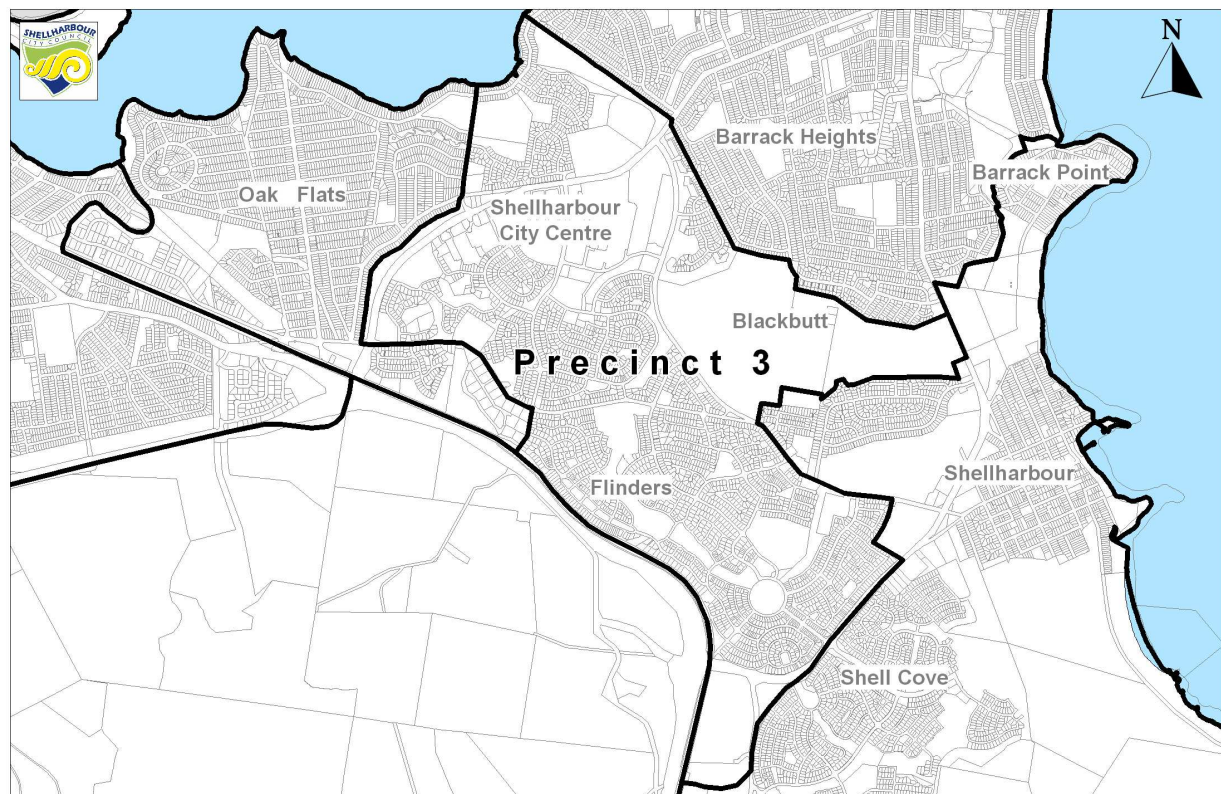 SHELLHARBOUR
CITY COUNCIL
N
Barrack Heights
Barrack Point
Oak Flats
Shellharbour
City Centre
Blackbutt
Precinct 3
Shellharbour
Flinders
Shell Cove